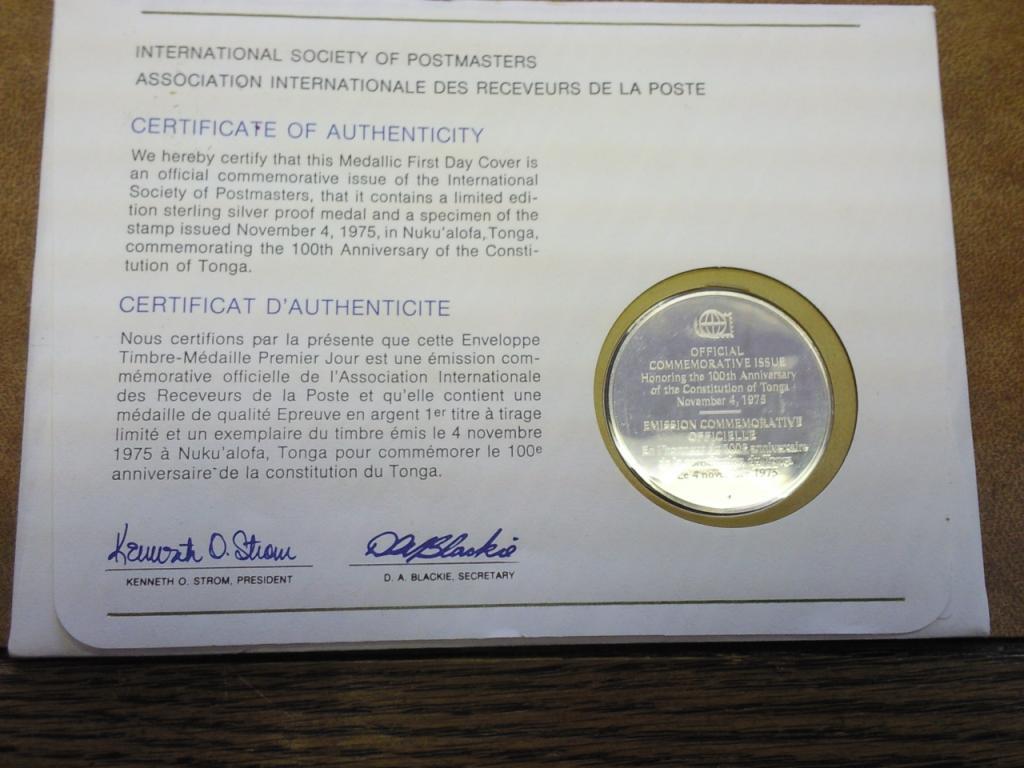 INTERNATIONAL SOCIETY OF POSTMASTERS
ASSOCIATION INTERNATIONALE DES RECEVEURS DE LA POSTE
CERTIFICATE OF AUTHENTICITY
We hereby certify that this Medallic First Day Cover is
an official commemorative issue of the International
Society of Postmasters, that it contains a limited edi-
tion sterling silver proof medal and a specimen of the
stamp issued November 4, 1975, in Nuku'alofa, Tonga,
commemorating the 100th Anniversary of the Consti-
tution of Tonga.
CERTIFICAT D'AUTHENTICITE
Nous certifions par la présente que cette Enveloppe
Timbre-Médaille Premier Jour est une émission com-
mémorative officielle de l'Association Internationale
des Receveurs de la Poste et qu'elle contient une
médaille de qualité Epreuve en argent 1er titre à tirage
limité et un exemplaire du timbre émis le 4 novembre
1975 à Nuku'alofa, Tonga pour commémorer le 100e
anniversaire de la constitution du Tonga.
Kenneth O. Strom
KENNETH O. STROM, PRESIDENT
D A Blackie
D. A. BLACKIE, SECRETARY
OFFICIAL
COMMEMORATIVE ISSUE
Honoring the 100th Anniversary
of the Constitution of Tonga
November 4, 1975
EMISSION COMMEMORATIVE
OFFICIELLE
anniversaire
du Tonga
Le 4 1975